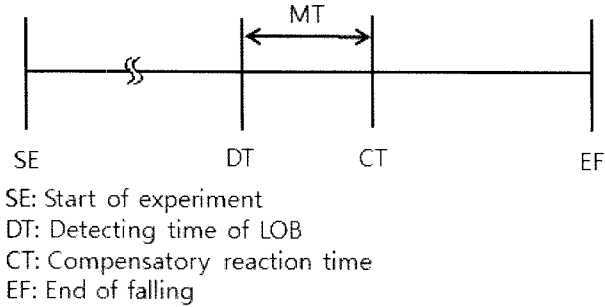 MT
SE DT CT EF
SE: Start of experiment
DT: Detecting time of LOB
CT: Compensatory reaction time
EF: End of falling